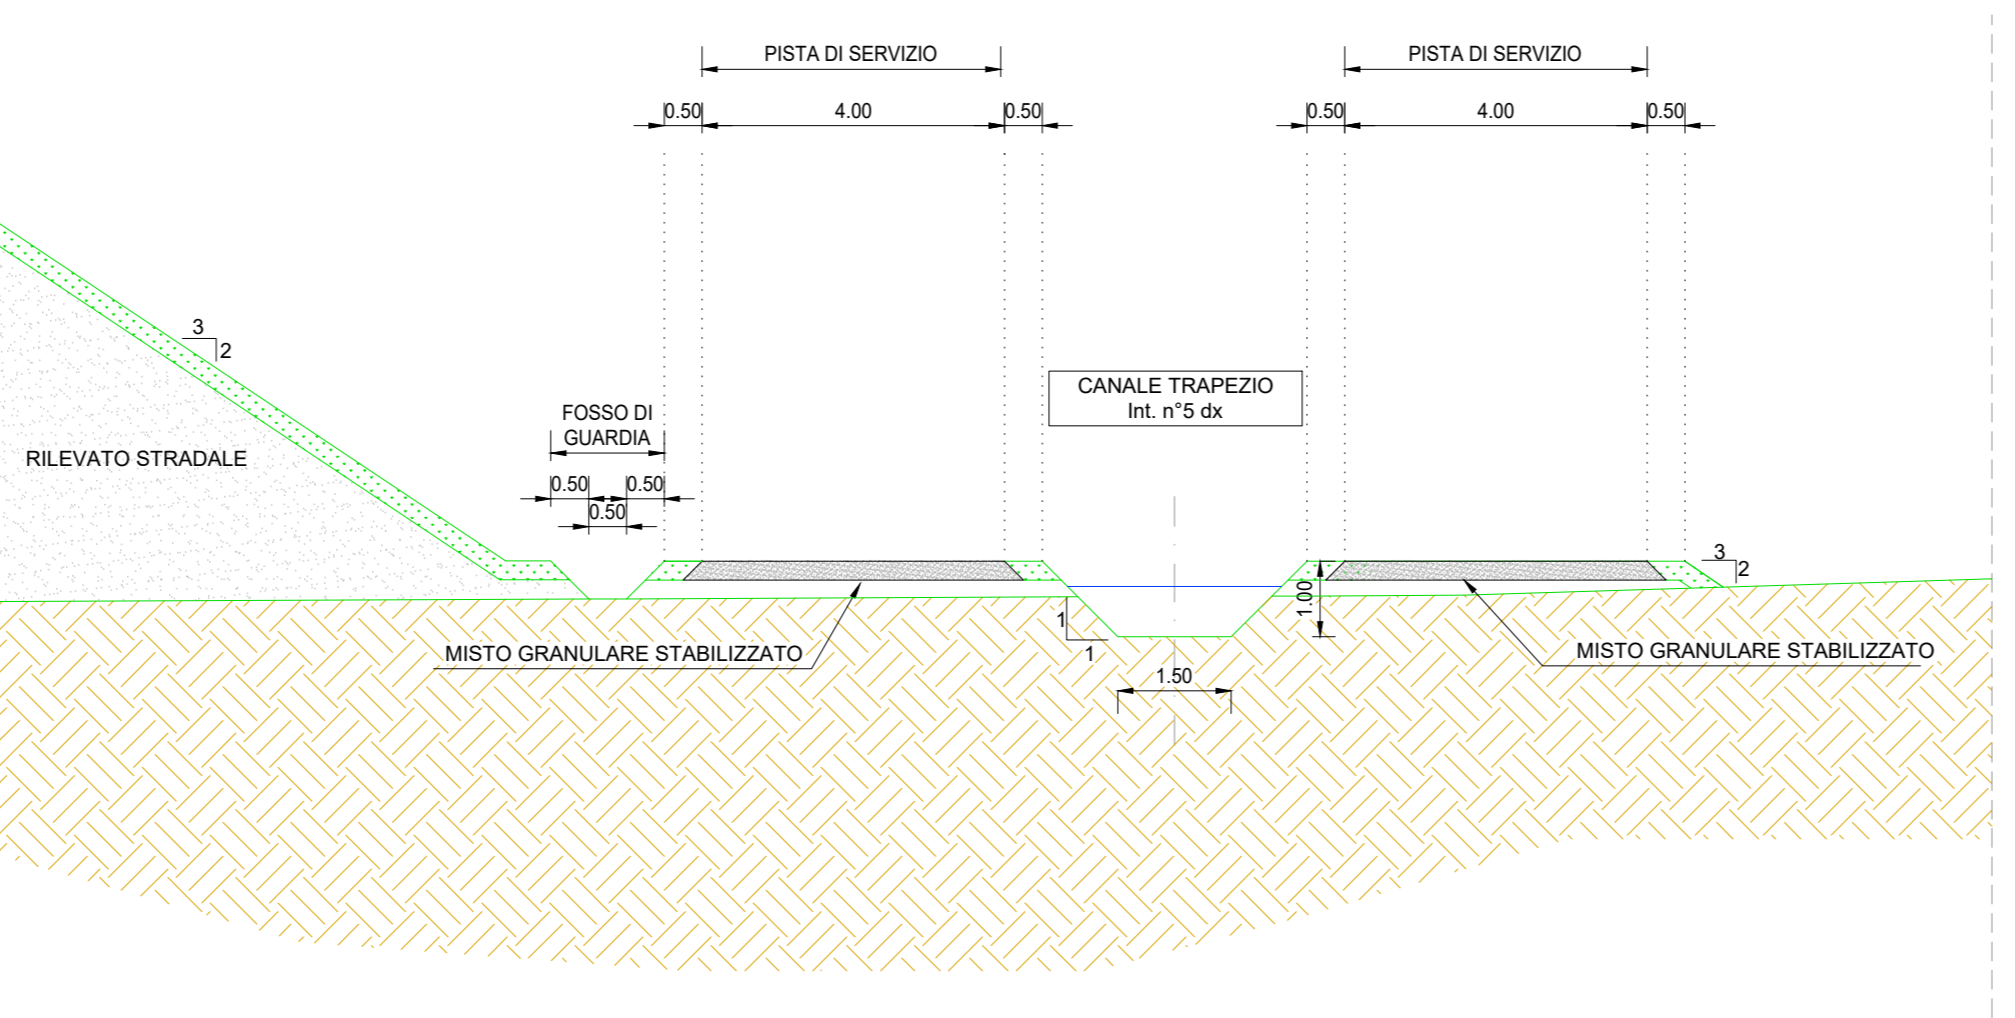 PISTA DI SERVIZIO
PISTA DI SERVIZIO
0.50
4.00
0.50
0.50
4.00
0.50
3
2
CANALE TRAPEZIO
Int. n°5 dx
FOSSO DI
GUARDIA
RILEVATO STRADALE
0.50
0.50
0.50
3
2
1.00
1
1
MISTO GRANULARE STABILIZZATO
MISTO GRANULARE STABILIZZATO
1.50